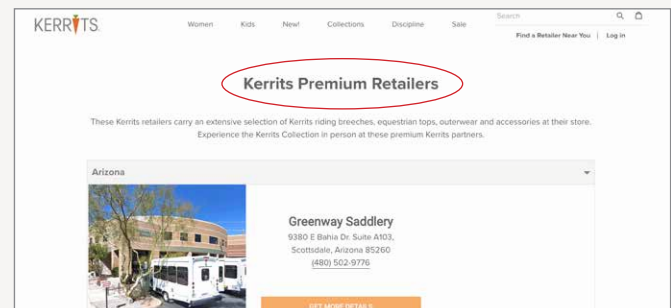 KERRITS
Women Kids New! Collections Discipline Sale
Search
Find a Retailer Near You | Log in
Kerrits Premium Retailers
These Kerrits retailers carry an extensive selection of Kerrits riding breeches, equestrian tops, outerwear and accessories at their store.
Experience the Kerrits Collection in person at these premium Kerrits partners.
Arizona
Greenway Saddlery
9380 E Bahia Dr. Suite A103,
Scottsdale, Arizona 85260
(480) 502-9776
GET MORE DETAILS